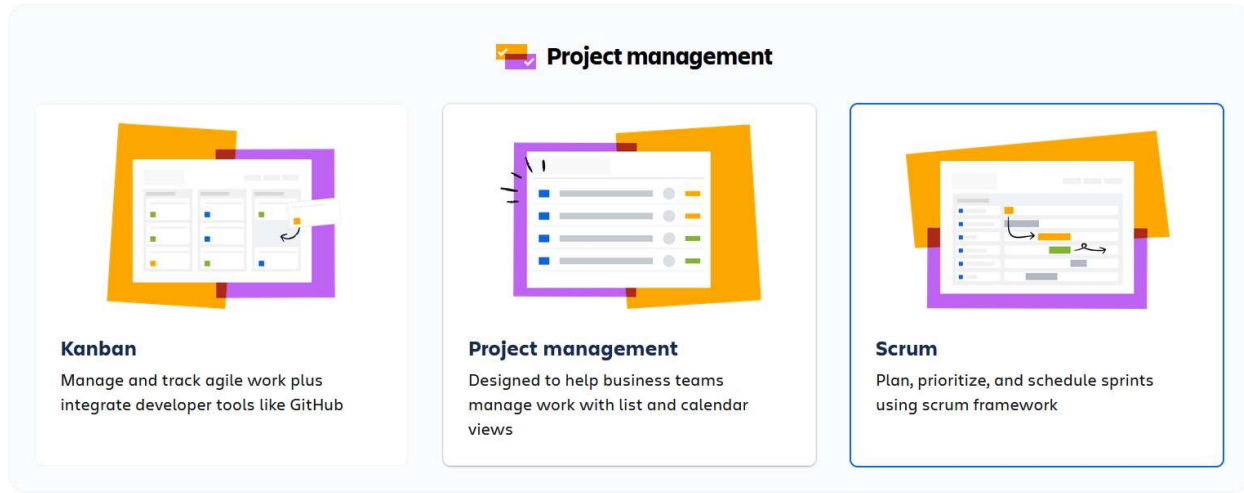 Project management
Kanban
Manage and track agile work plus
integrate developer tools like GitHub
Project management
Designed to help business teams
manage work with list and calendar
views
Scrum
Plan, prioritize, and schedule sprints
using scrum framework